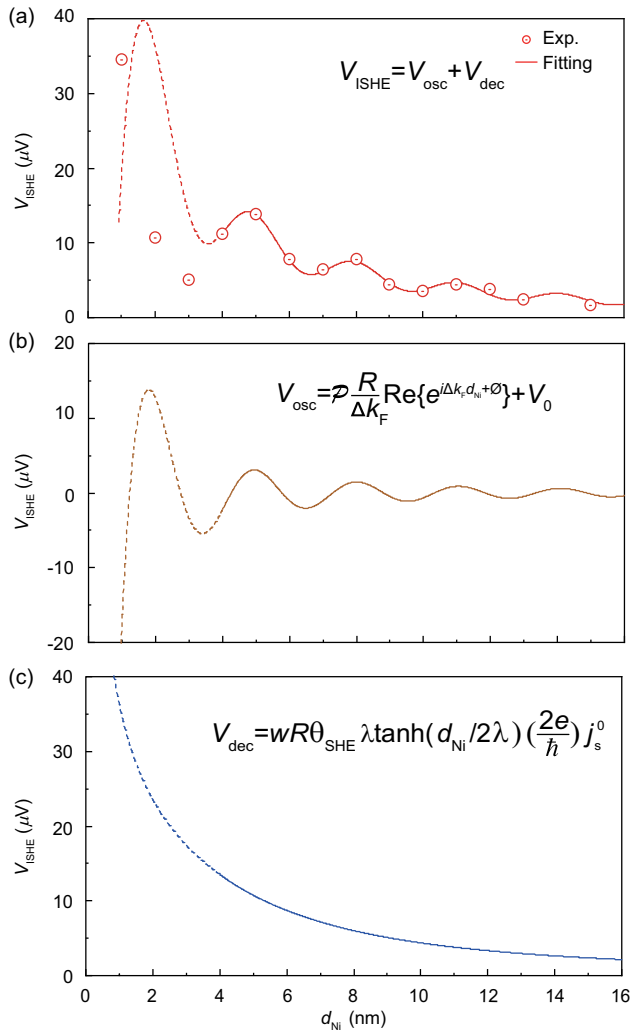 (a)
40
30
20
10
0
V_ISHE (μV)
Exp.
Fitting
V_ISHE=V_osc+V_dec
(b)
20
10
0
-10
-20
V_ISHE (μV)
V_osc=𝒫 R/Δk_F Re{e^{iΔk_F d_Ni+Ø}}+V_0
(c)
40
30
20
10
0
V_ISHE (μV)
V_dec=wRθ_SHE λtanh(d_Ni/2λ)(2e/ℏ)j_s^0
0 2 4 6 8 10 12 14 16
d_Ni (nm)